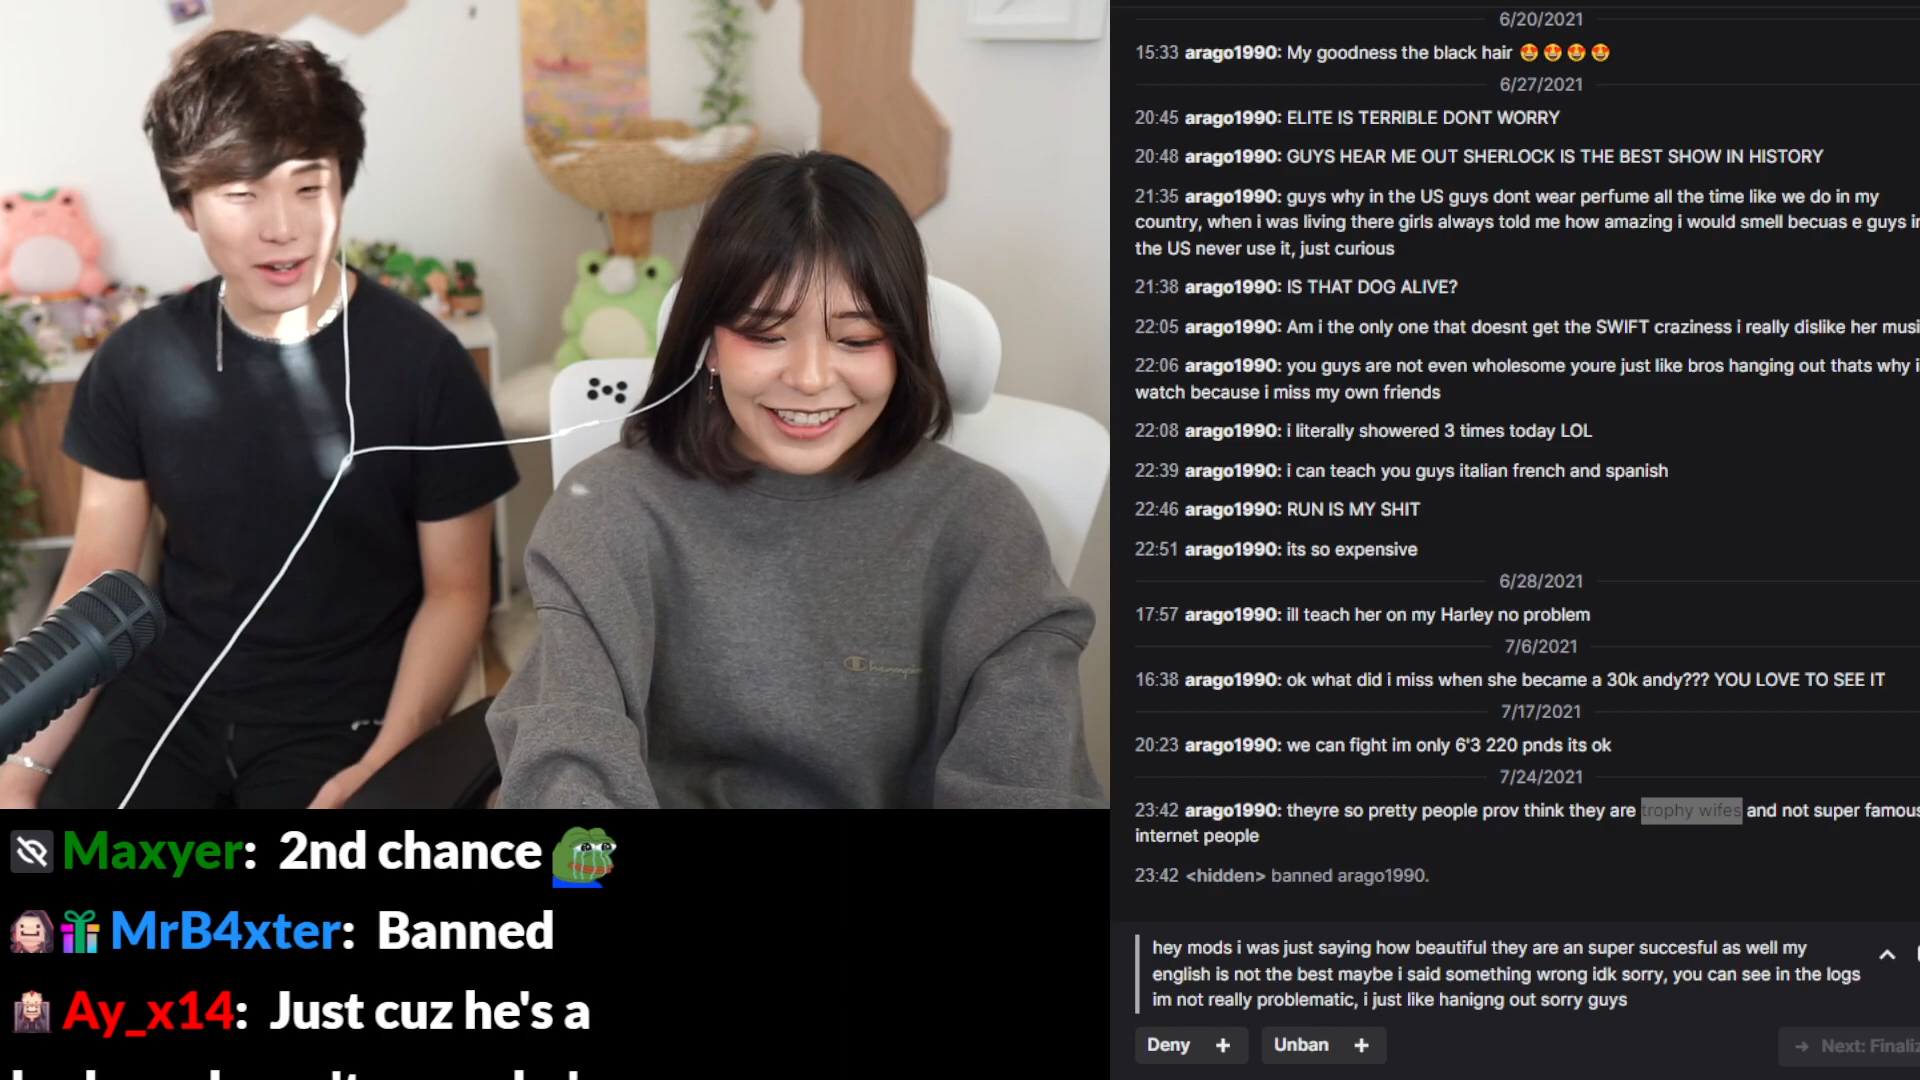 6/20/2021
15:33 arago1990: My goodness the black hair 🤩🤩🤩🤩
6/27/2021
20:45 arago1990: ELITE IS TERRIBLE DONT WORRY
20:48 arago1990: GUYS HEAR ME OUT SHERLOCK IS THE BEST SHOW IN HISTORY
21:35 arago1990: guys why in the US guys dont wear perfume all the time like we do in my
country, when i was living there girls always told me how amazing i would smell becuas e guys in
the US never use it, just curious
21:38 arago1990: IS THAT DOG ALIVE?
22:05 arago1990: Am i the only one that doesnt get the SWIFT craziness i really dislike her musi
22:06 arago1990: you guys are not even wholesome youre just like bros hanging out thats why i
watch because i miss my own friends
22:08 arago1990: i literally showered 3 times today LOL
22:39 arago1990: i can teach you guys italian french and spanish
22:46 arago1990: RUN IS MY SHIT
22:51 arago1990: its so expensive
6/28/2021
17:57 arago1990: ill teach her on my Harley no problem
7/6/2021
16:38 arago1990: ok what did i miss when she became a 30k andy??? YOU LOVE TO SEE IT
7/17/2021
20:23 arago1990: we can fight im only 6'3 220 pnds its ok
7/24/2021
23:42 arago1990: theyre so pretty people prov think they are trophy wifes and not super famous
internet people
23:42 <hidden> banned arago1990.
hey mods i was just saying how beautiful they are an super succesful as well my
english is not the best maybe i said something wrong idk sorry, you can see in the logs
im not really problematic, i just like hanigng out sorry guys
Deny + Unban +
→ Next: Finaliz
Champion
Maxyer: 2nd chance
MrB4xter: Banned
Ay_x14: Just cuz he's a